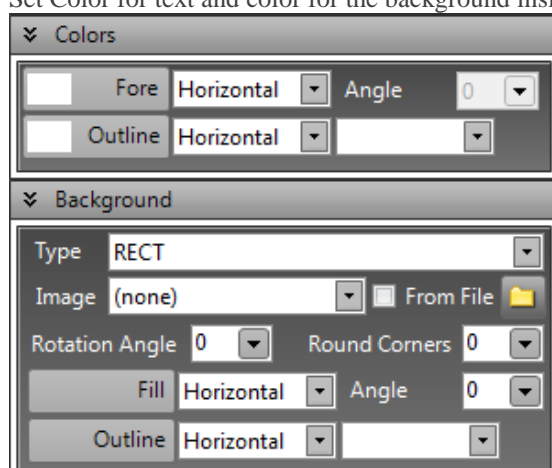 Set Color for text and color for the background
Colors
Fore Horizontal Angle 0
Outline Horizontal
Background
Type RECT
Image (none) From File
Rotation Angle 0 Round Corners 0
Fill Horizontal Angle 0
Outline Horizontal